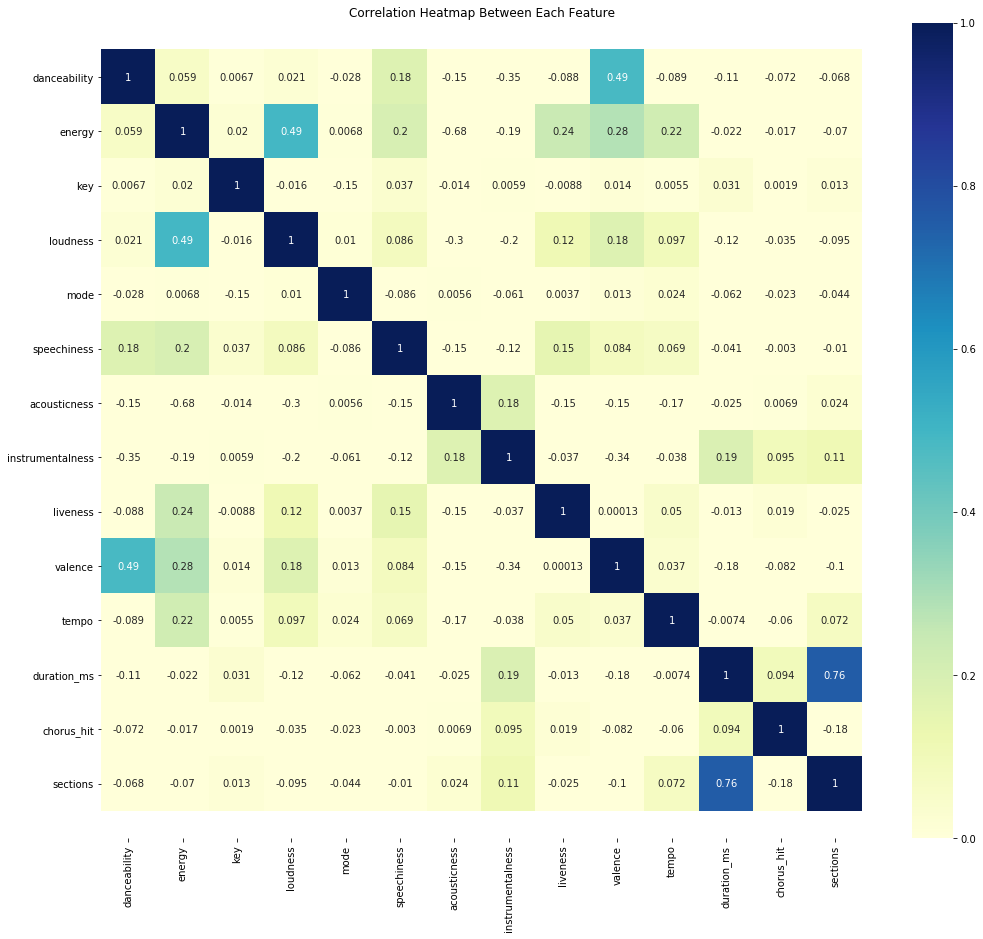 Correlation Heatmap Between Each Feature
danceability 1 0.059 0.0067 0.021 -0.028 0.18 -0.15 -0.35 -0.088 0.49 -0.089 -0.11 -0.072 -0.068
energy 0.059 1 0.02 0.49 0.0068 0.2 -0.68 -0.19 0.24 0.28 0.22 -0.022 -0.017 -0.07
key 0.0067 0.02 1 -0.016 -0.15 0.037 -0.014 0.0059 -0.0088 0.014 0.0055 0.031 0.0019 0.013
loudness 0.021 0.49 -0.016 1 0.01 0.086 -0.3 -0.2 0.12 0.18 0.097 -0.12 -0.035 -0.095
mode -0.028 0.0068 -0.15 0.01 1 -0.086 0.0056 -0.061 0.0037 0.013 0.024 -0.062 -0.023 -0.044
speechiness 0.18 0.2 0.037 0.086 -0.086 1 -0.15 -0.12 0.15 0.084 0.069 -0.041 -0.003 -0.01
acousticness -0.15 -0.68 -0.014 -0.3 0.0056 -0.15 1 0.18 -0.15 -0.15 -0.17 -0.025 0.0069 0.024
instrumentalness -0.35 -0.19 0.0059 -0.2 -0.061 -0.12 0.18 1 -0.037 -0.34 -0.038 0.19 0.095 0.11
liveness -0.088 0.24 -0.0088 0.12 0.0037 0.15 -0.15 -0.037 1 0.00013 0.05 -0.013 0.019 -0.025
valence 0.49 0.28 0.014 0.18 0.013 0.084 -0.15 -0.34 0.00013 1 0.037 -0.18 -0.082 -0.1
tempo -0.089 0.22 0.0055 0.097 0.024 0.069 -0.17 -0.038 0.05 0.037 1 -0.0074 -0.06 0.072
duration_ms -0.11 -0.022 0.031 -0.12 -0.062 -0.041 -0.025 0.19 -0.013 -0.18 -0.0074 1 0.094 0.76
chorus_hit -0.072 -0.017 0.0019 -0.035 -0.023 -0.003 0.0069 0.095 0.019 -0.082 -0.06 0.094 1 -0.18
sections -0.068 -0.07 0.013 -0.095 -0.044 -0.01 0.024 0.11 -0.025 -0.1 0.072 0.76 -0.18 1
danceability energy key loudness mode speechiness acousticness instrumentalness liveness valence tempo duration_ms chorus_hit sections
1.0
0.8
0.6
0.4
0.2
0.0